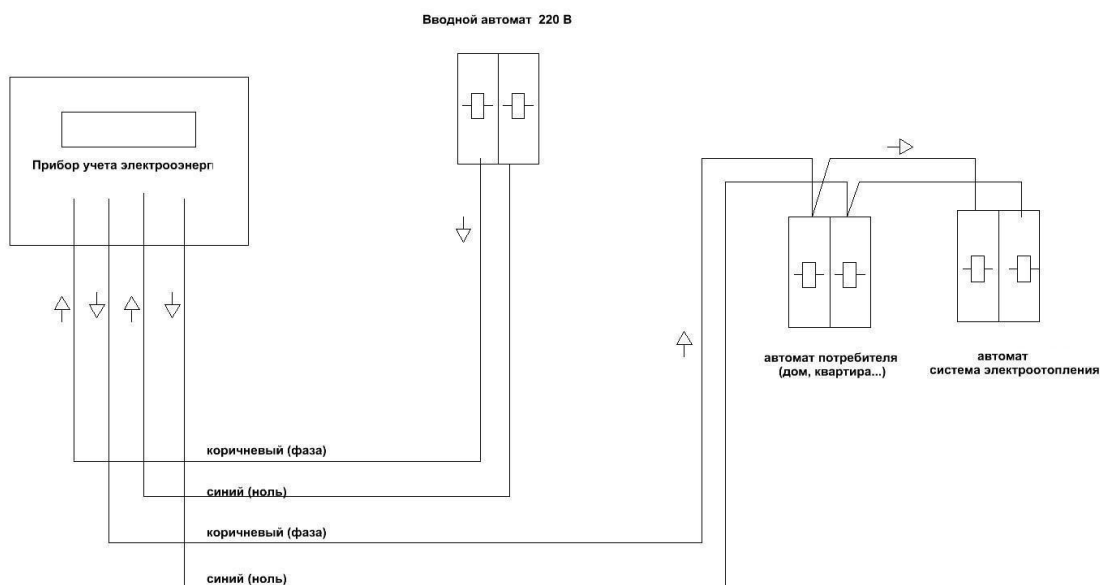 Вводной автомат 220 В
Прибор учета электрооэнерг
автомат потребителя
(дом, квартира...)
автомат
система электроотопления
коричневый (фаза)
синий (ноль)
коричневый (фаза)
синий (ноль)